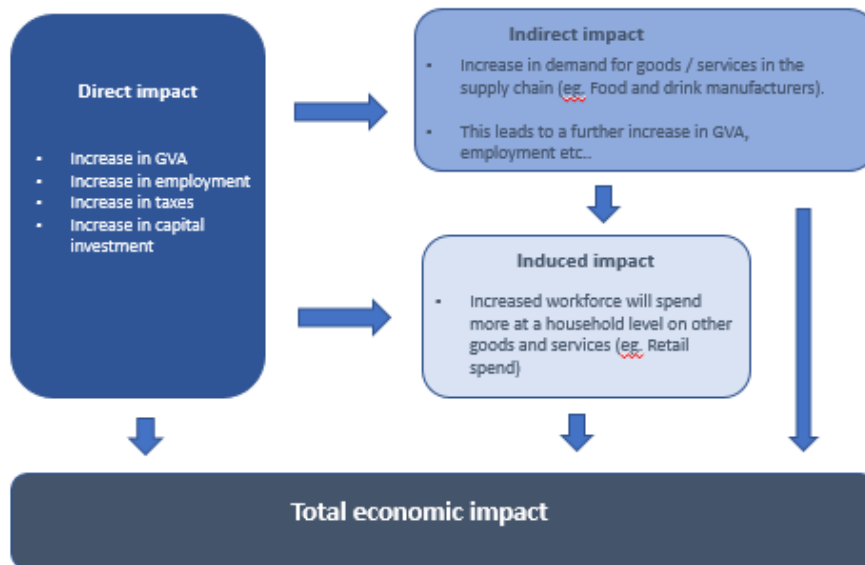 Direct impact
▪ Increase in GVA
▪ Increase in employment
▪ Increase in taxes
▪ Increase in capital
investment
Indirect impact
▪ Increase in demand for goods / services in the
supply chain (eg. Food and drink manufacturers).
▪ This leads to a further increase in GVA,
employment etc..
Induced impact
▪ Increased workforce will spend
more at a household level on other
goods and services (eg. Retail
spend)
Total economic impact